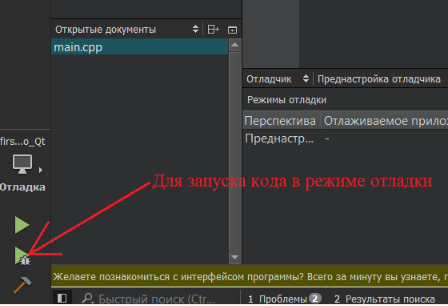 Открытые документы
main.cpp
Отладчик
Преднастройка отладчика
Режимы отладки
Перспектива
Отлаживаемое прилож
Преднастр... -
firs...o_Qt
Отладка
Для запуска кода в режиме отладки
Желаете познакомиться с интерфейсом программы? Всего за минуту вы узнаете,
Быстрый поиск (Ctr...
1 Проблемы 2
2 Результаты поиска